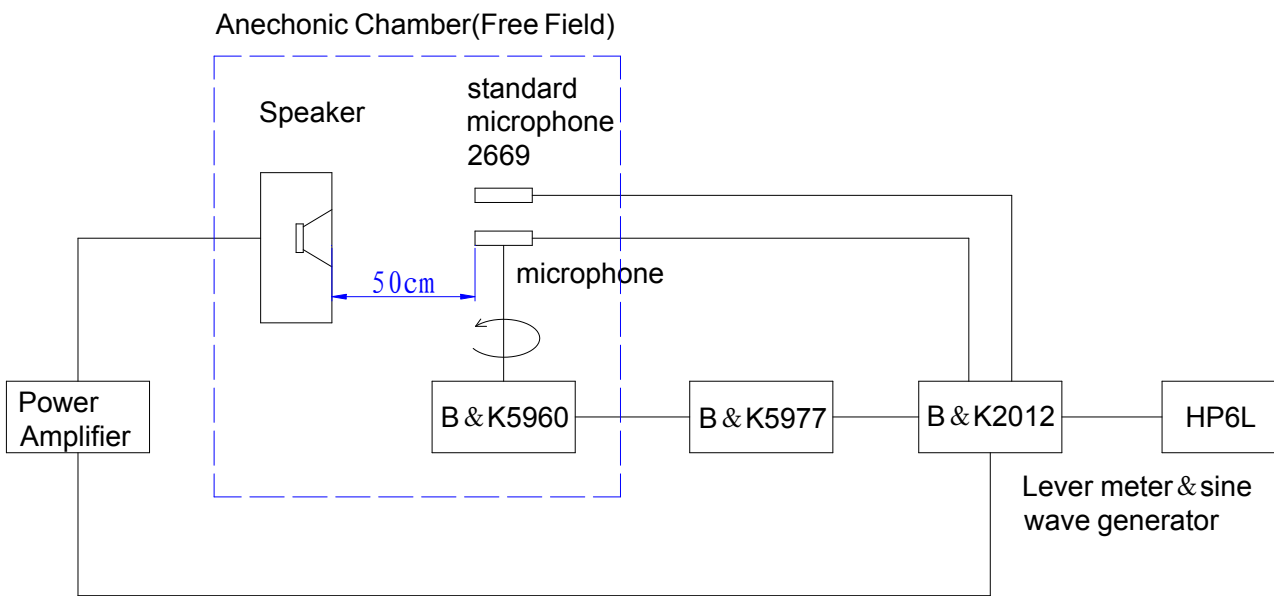 Anechonic Chamber(Free Field)
Speaker
standard
microphone
2669
microphone
50cm
Power
Amplifier
B&K5960
B&K5977
B&K2012
HP6L
Lever meter&sine
wave generator